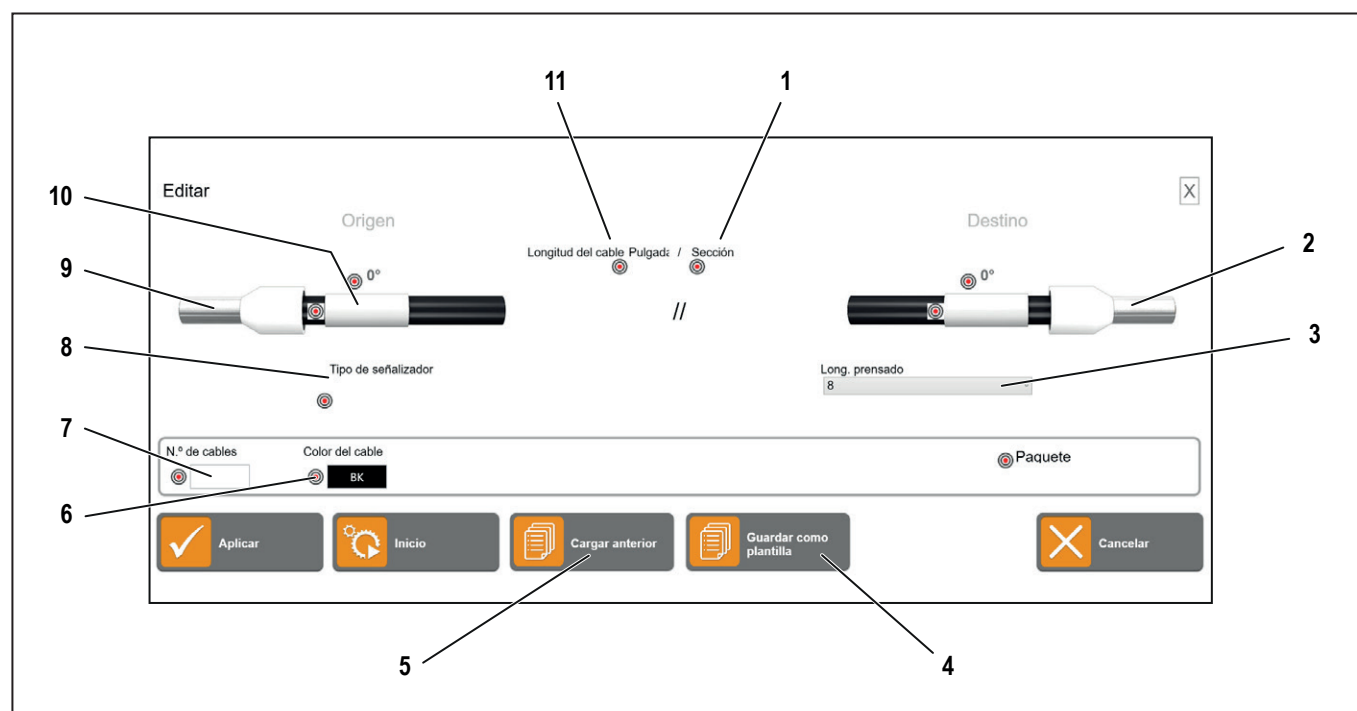 11 1
Editar X
10
Origen Destino
Longitud del cable Pulgada / Sección
2
9
0° 0°
//
3
8
Tipo de señalizador
Long. prensado
8
7
N.º de cables Color del cable Paquete
BK
6
Aplicar Inicio Cargar anterior Guardar como
plantilla Cancelar
5 4